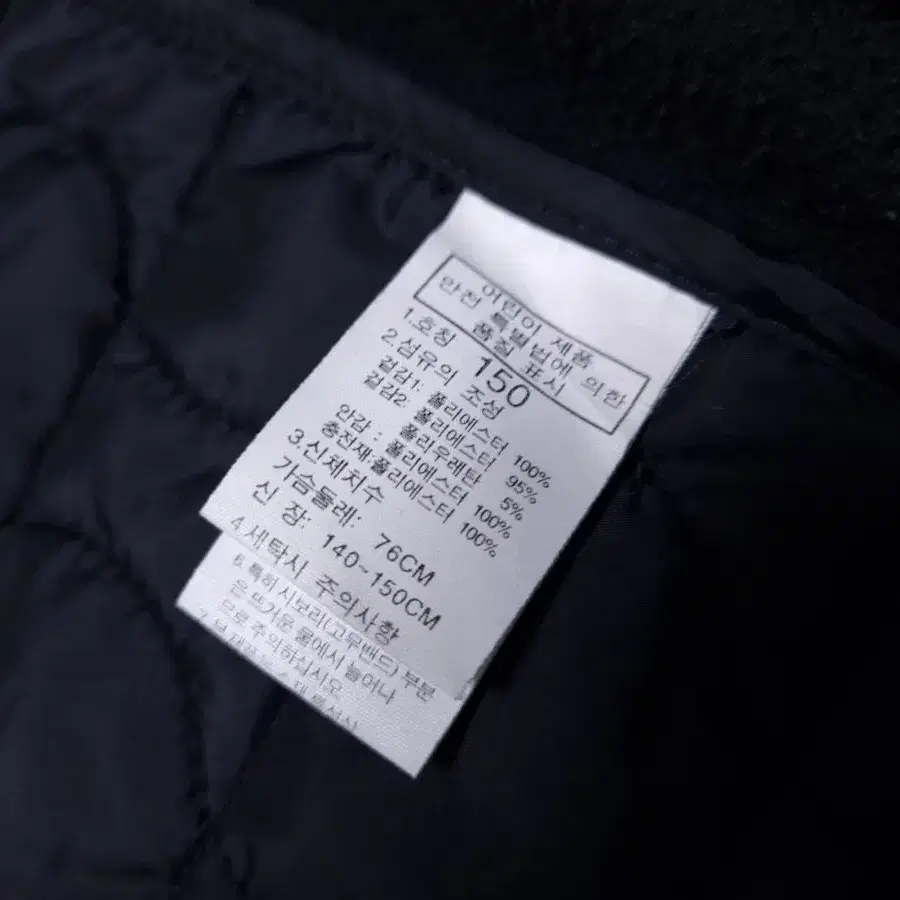 어린이 제품
안전 특별법에 의한
품질 표시
1.호칭 150
2.섬유의 조성
겉감1: 폴리에스터 100%
겉감2: 폴리에스터 95%
폴리우레탄 5%
안감 : 폴리에스터 100%
충전재:폴리에스터 100%
3.신체치수
가슴둘레: 76CM
신 장: 140~150CM
4.세탁시 주의사항
6.특히 시보리(고무밴드) 부분
은 뜨거운 물에서 늘어나
므로 주의하십시오
7.